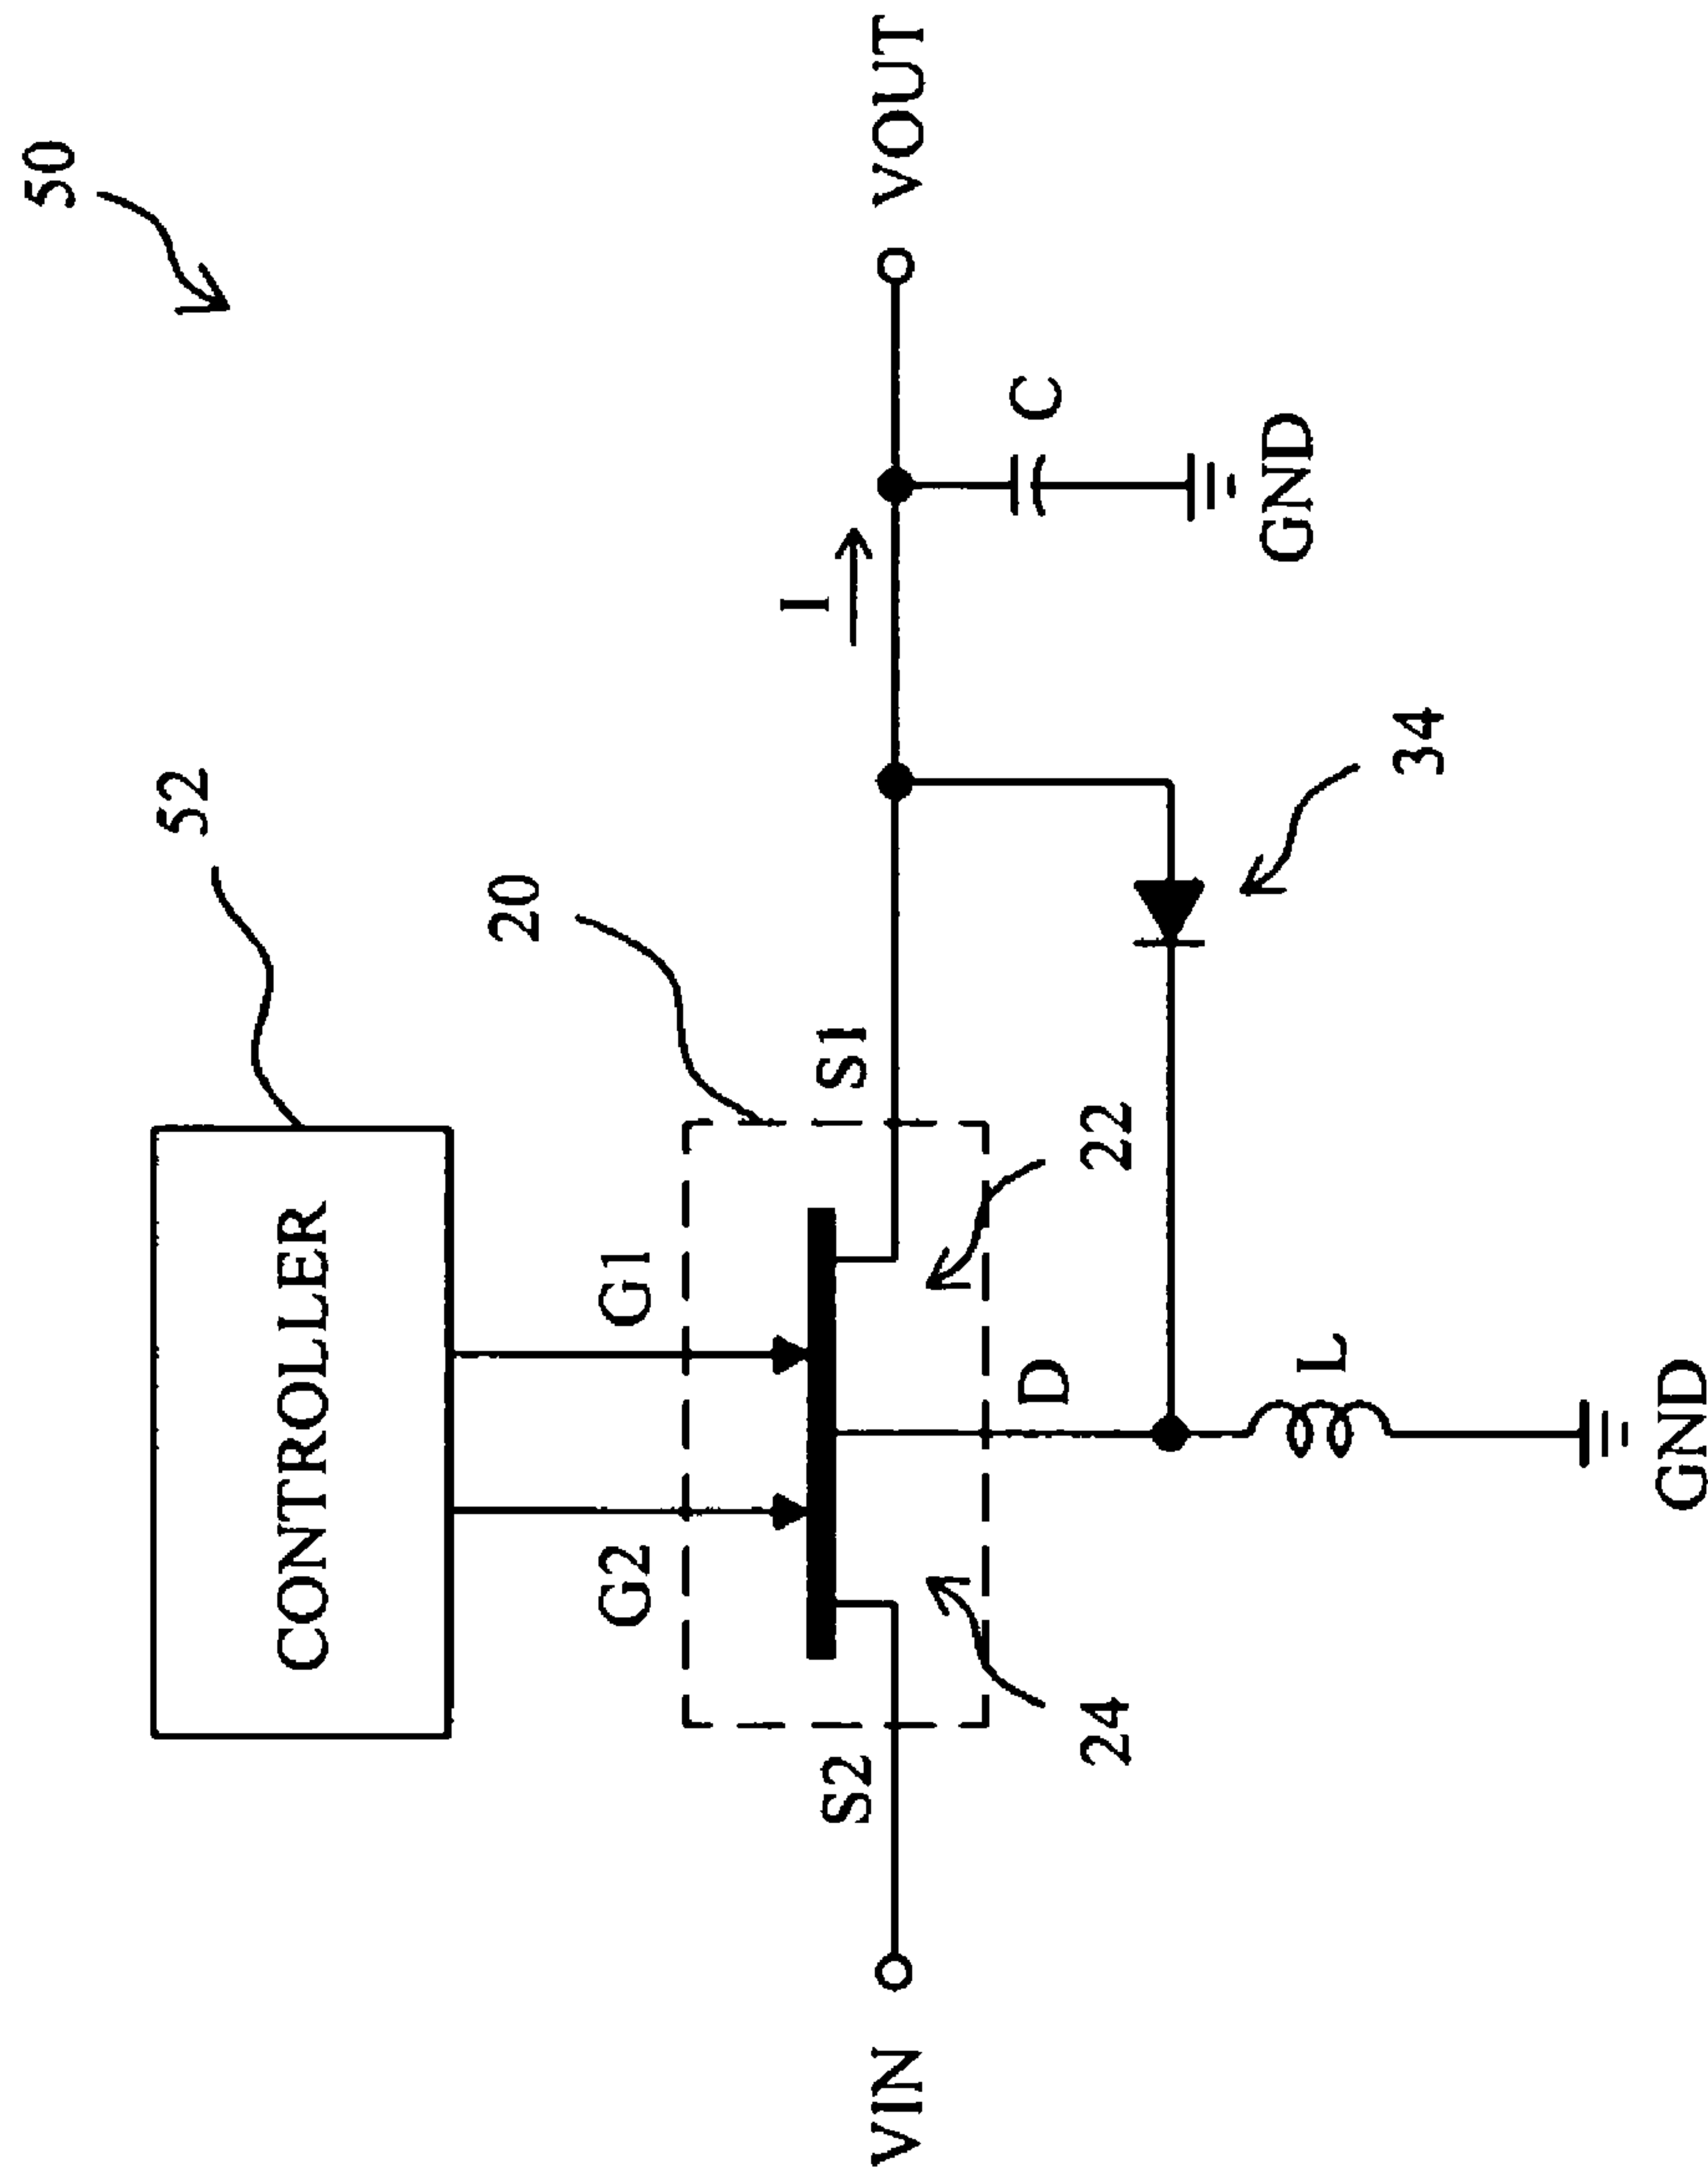 50
52
CONTROLLER
20
G2
G1
S2
S1
I
VIN
VOUT
24
D
22
C
L
34
GND
GND